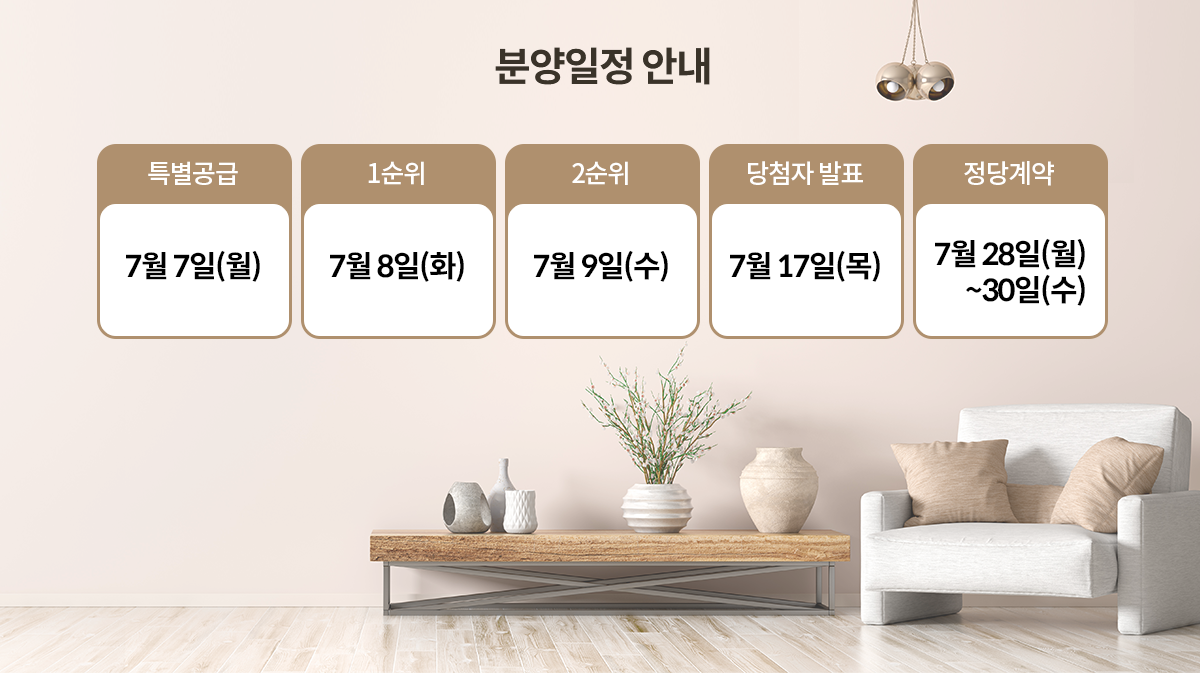 분양일정 안내
특별공급
7월 7일(월)
1순위
7월 8일(화)
2순위
7월 9일(수)
당첨자 발표
7월 17일(목)
정당계약
7월 28일(월)
~30일(수)